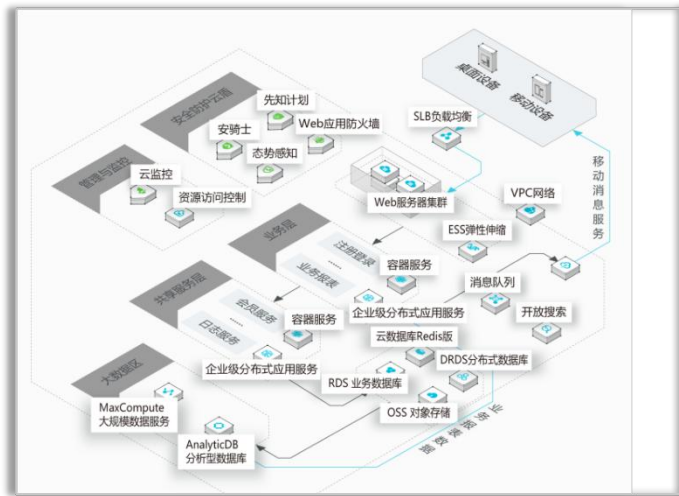 桌面设备
移动设备
SLB负载均衡
安全防护云盾
先知计划
安骑士
Web应用防火墙
态势感知
管理与监控
云监控
资源访问控制
Web服务器集群
VPC网络
移动消息服务
ESS弹性伸缩
业务层
注册登录
......
业务报表
容器服务
企业级分布式应用服务
消息队列
开放搜索
共享服务层
会员服务
......
日志服务
容器服务
企业级分布式应用服务
云数据库Redis版
DRDS分布式数据库
RDS 业务数据库
OSS 对象存储
大数据区
MaxCompute
大规模数据服务
AnalyticDB
分析型数据库
业务报表数据